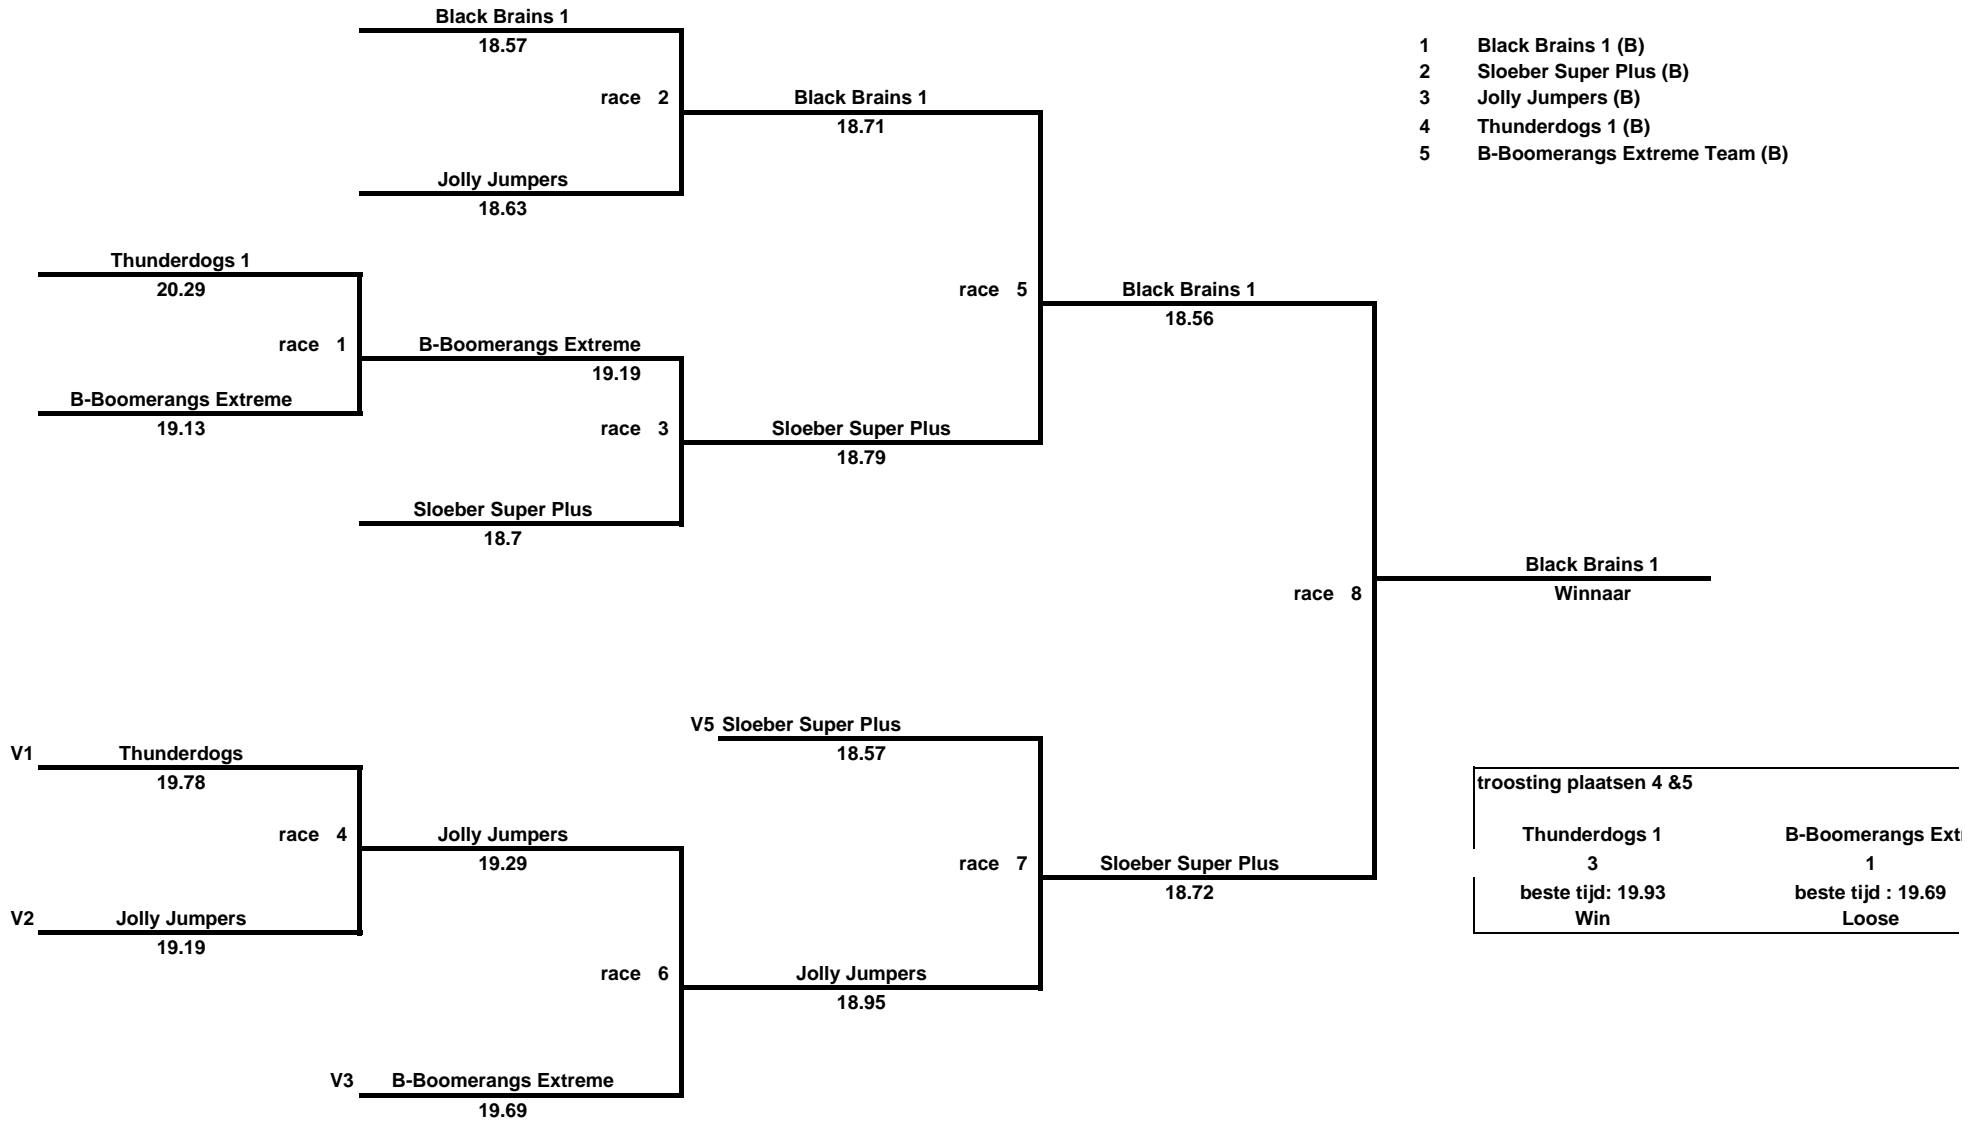 Black Brains 1
18.57
race 2
Jolly Jumpers
18.63
Black Brains 1
18.71
1 Black Brains 1 (B)
2 Sloeber Super Plus (B)
3 Jolly Jumpers (B)
4 Thunderdogs 1 (B)
5 B-Boomerangs Extreme Team (B)
Thunderdogs 1
20.29
race 1
B-Boomerangs Extreme
19.13
B-Boomerangs Extreme
19.19
race 3
Sloeber Super Plus
18.7
Sloeber Super Plus
18.79
race 5
Black Brains 1
18.56
race 8
Black Brains 1
Winnaar
V1 Thunderdogs
19.78
race 4
V2 Jolly Jumpers
19.19
Jolly Jumpers
19.29
race 6
V3 B-Boomerangs Extreme
19.69
V5 Sloeber Super Plus
18.57
race 7
Jolly Jumpers
18.95
Sloeber Super Plus
18.72
troosting plaatsen 4 &5
Thunderdogs 1 B-Boomerangs Ext
3 1
beste tijd: 19.93 beste tijd : 19.69
Win Loose